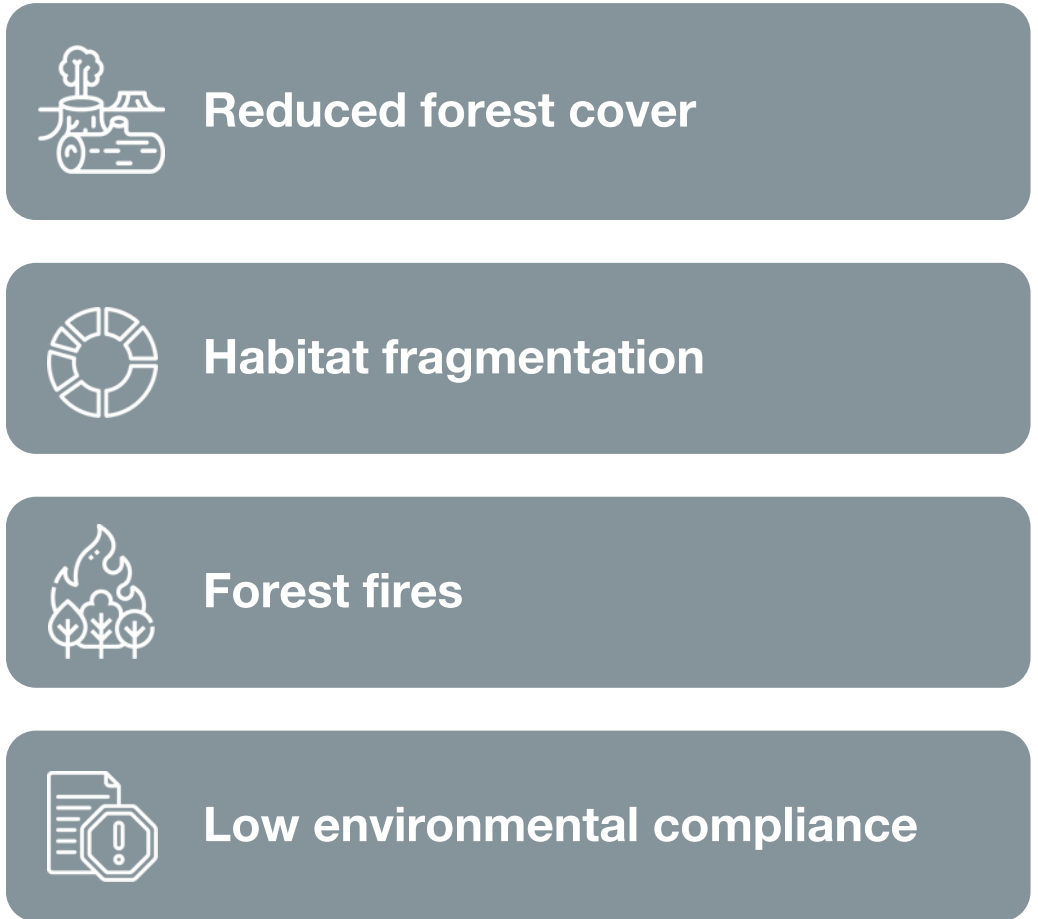 Reduced forest cover
Habitat fragmentation
Forest fires
Low environmental compliance